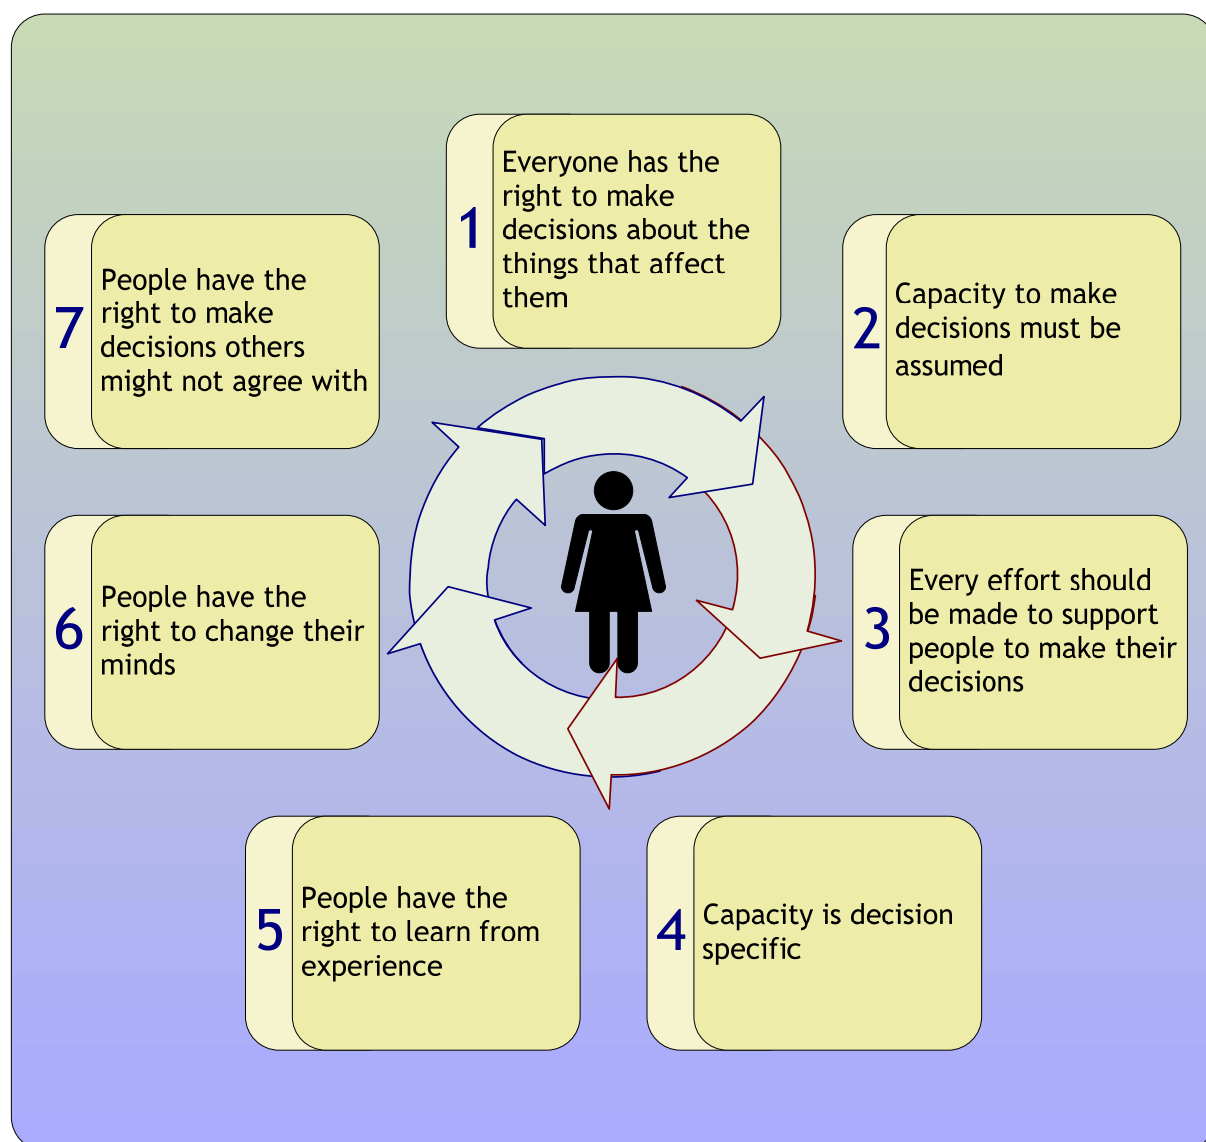 1
Everyone has the
right to make
decisions about the
things that affect
them
2
Capacity to make
decisions must be
assumed
3
Every effort should
be made to support
people to make their
decisions
4
Capacity is decision
specific
5
People have the
right to learn from
experience
6
People have the
right to change their
minds
7
People have the
right to make
decisions others
might not agree with